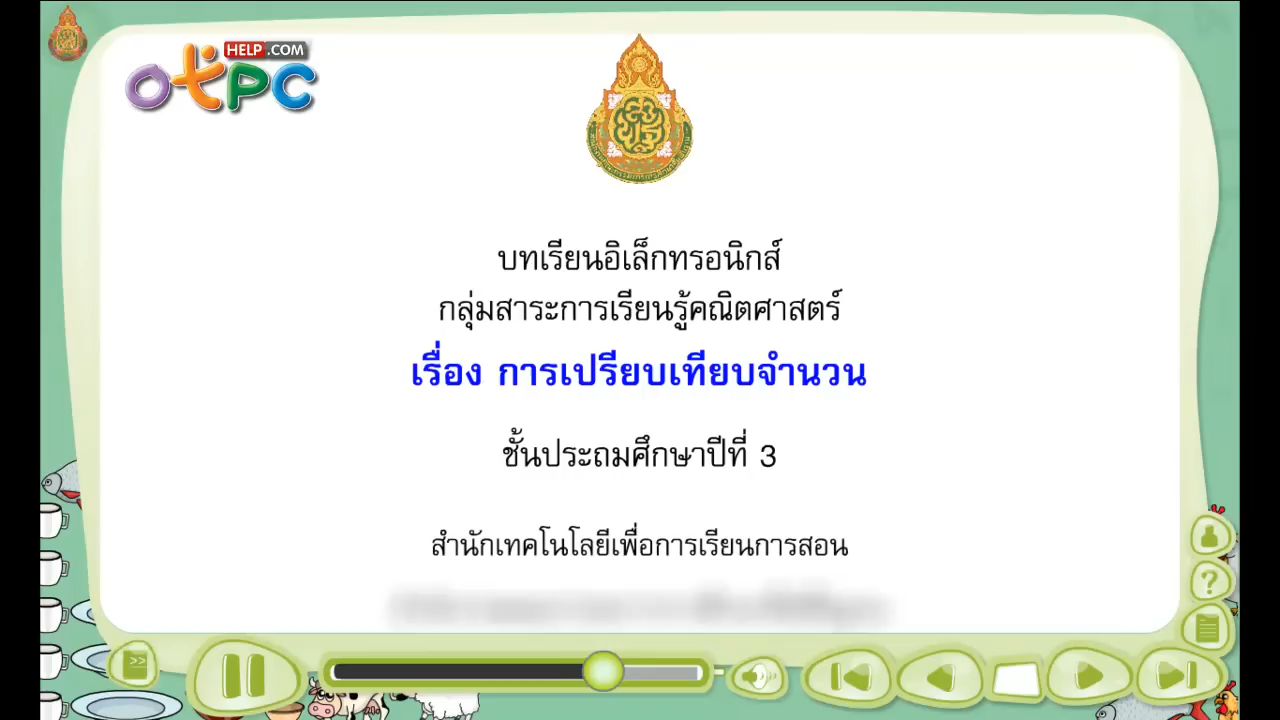 HELP.COM
OTPC
บทเรียนอิเล็กทรอนิกส์
กลุ่มสาระการเรียนรู้คณิตศาสตร์
เรื่อง การเปรียบเทียบจำนวน
ชั้นประถมศึกษาปีที่ 3
สำนักเทคโนโลยีเพื่อการเรียนการสอน